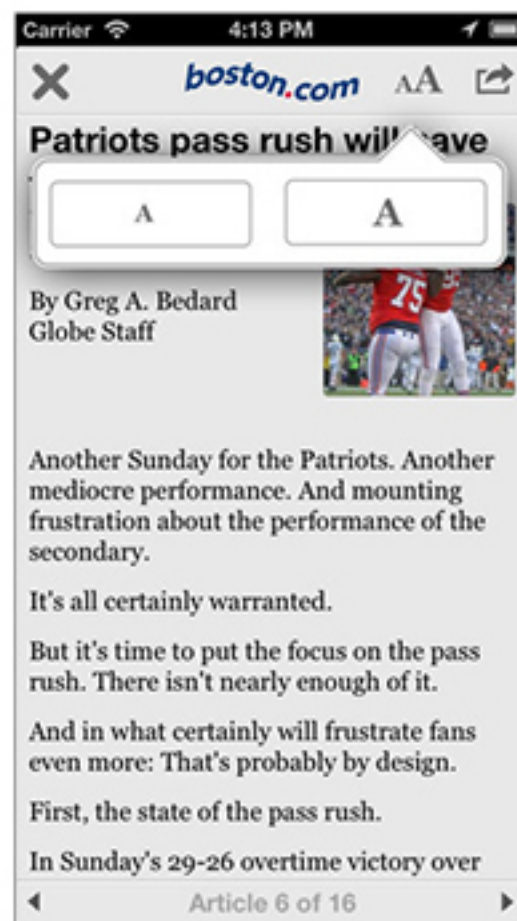 Carrier 4:13 PM
boston.com AA
Patriots pass rush will
A A
By Greg A. Bedard
Globe Staff
75
Another Sunday for the Patriots. Another
mediocre performance. And mounting
frustration about the performance of the
secondary.
It's all certainly warranted.
But it's time to put the focus on the pass
rush. There isn't nearly enough of it.
And in what certainly will frustrate fans
even more: That's probably by design.
First, the state of the pass rush.
In Sunday's 29-26 overtime victory over
Article 6 of 16